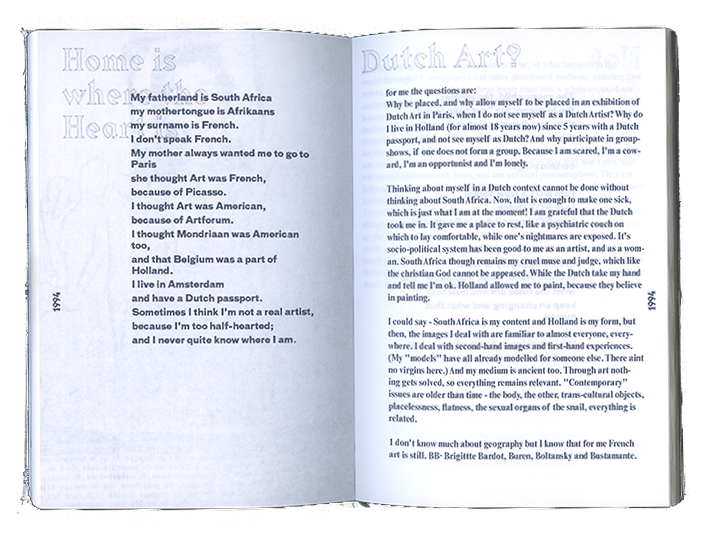 Home is
where the
Heart is
My fatherland is South Africa
my mothertongue is Afrikaans
my surname is French.
I don't speak French.
My mother always wanted me to go to
Paris
she thought Art was French,
because of Picasso.
I thought Art was American,
because of Artforum.
I thought Mondriaan was American
too,
and that Belgium was a part of
Holland.
I live in Amsterdam
and have a Dutch passport.
Sometimes I think I'm not a real artist,
because I'm too half-hearted;
and I never quite know where I am.
1994
Dutch Art?
for me the questions are:
Why be placed, and why allow myself to be placed in an exhibition of
Dutch Art in Paris, when I do not see myself as a Dutch Artist? Why do
I live in Holland (for almost 18 years now) since 5 years with a Dutch
passport, and not see myself as Dutch? And why participate in group-
shows, if one does not form a group. Because I am scared, I'm a cow-
ard, I'm an opportunist and I'm lonely.
Thinking about myself in a Dutch context cannot be done without
thinking about South Africa. Now, that is enough to make one sick,
which is just what I am at the moment! I am grateful that the Dutch
took me in. It gave me a place to rest, like a psychiatric couch on
which to lay comfortable, while one's nightmares are exposed. It's
socio-political system has been good to me as an artist, and as a wom-
an. South Africa though remains my cruel muse and judge, which like
the christian God cannot be appeased. While the Dutch take my hand
and tell me I'm ok. Holland allowed me to paint, because they believe
in painting.
I could say - South Africa is my content and Holland is my form, but
then, the images I deal with are familiar to almost everyone, every-
where. I deal with second-hand images and first-hand experiences.
(My "models" have all already modelled for someone else. There aint
no virgins here.) And my medium is ancient too. Through art noth-
ing gets solved, so everything remains relevant. "Contemporary"
issues are older than time - the body, the other, trans-cultural objects,
placelessness, flatness, the sexual organs of the snail, everything is
related.
I don't know much about geography but I know that for me French
art is still. BB- Brigittte Bardot, Buren, Boltansky and Bustamante.
1994